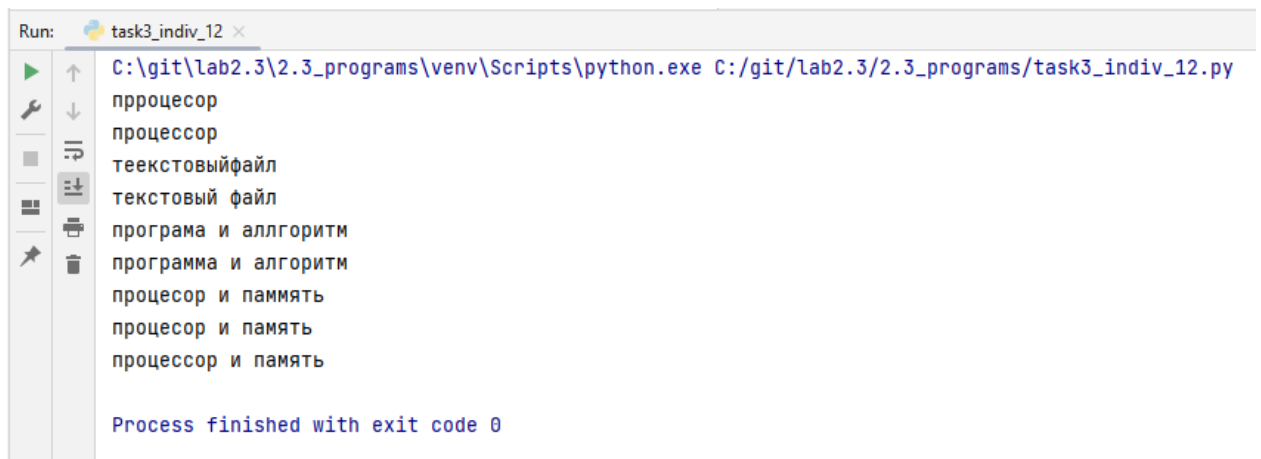 Run: task3_indiv_12
C:\git\lab2.3\2.3_programs\venv\Scripts\python.exe C:/git/lab2.3/2.3_programs/task3_indiv_12.py
прроцесор
процессор
теекстовыйфайл
текстовый файл
програма и аллгоритм
программа и алгоритм
процесор и паммять
процесор и память
процессор и память
Process finished with exit code 0